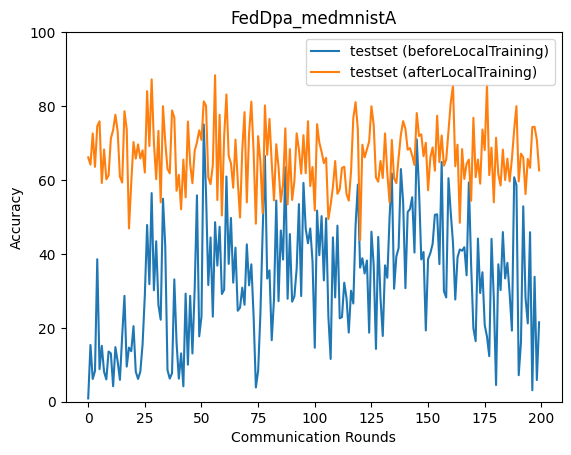 FedDpa_medmnistA
testset (beforeLocalTraining)
testset (afterLocalTraining)
Accuracy
100
80
60
40
20
0
0 25 50 75 100 125 150 175 200
Communication Rounds